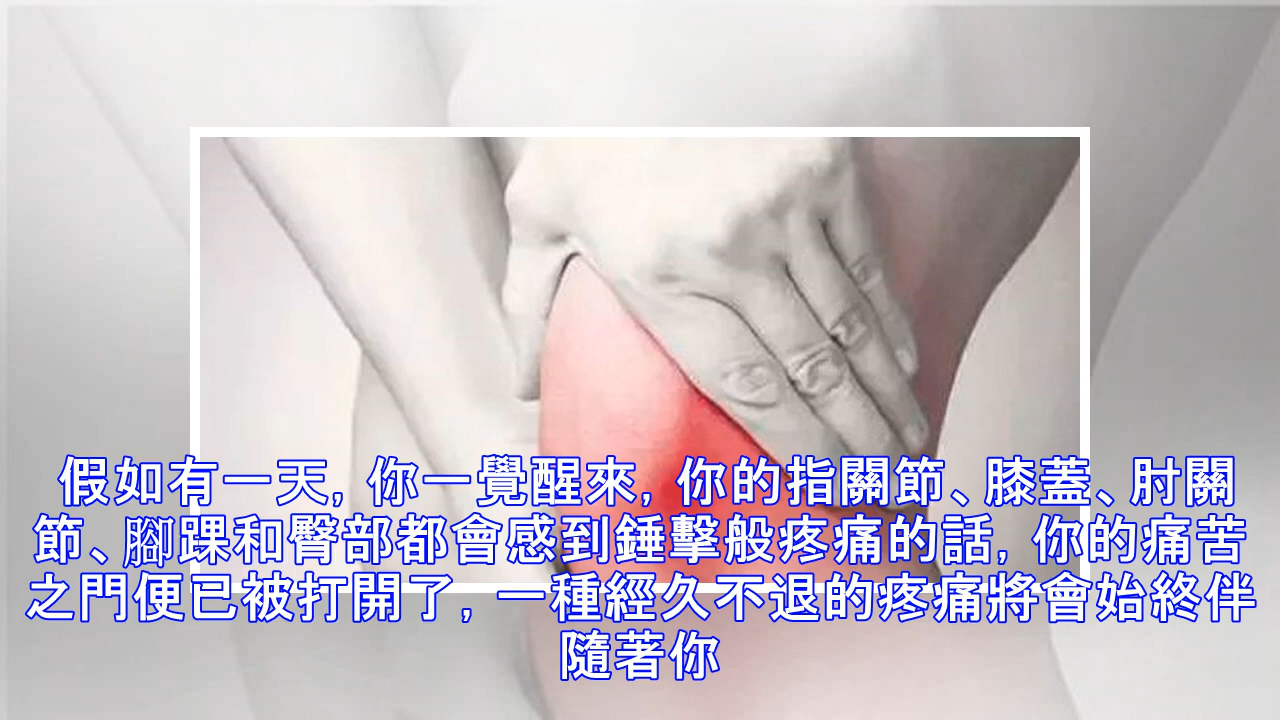 假如有一天, 你一覺醒來, 你的指關節、膝蓋、肘關
節、腳踝和臀部都會感到錘擊般疼痛的話, 你的痛苦
之門便已被打開了, 一種經久不退的疼痛將會始終伴
隨著你